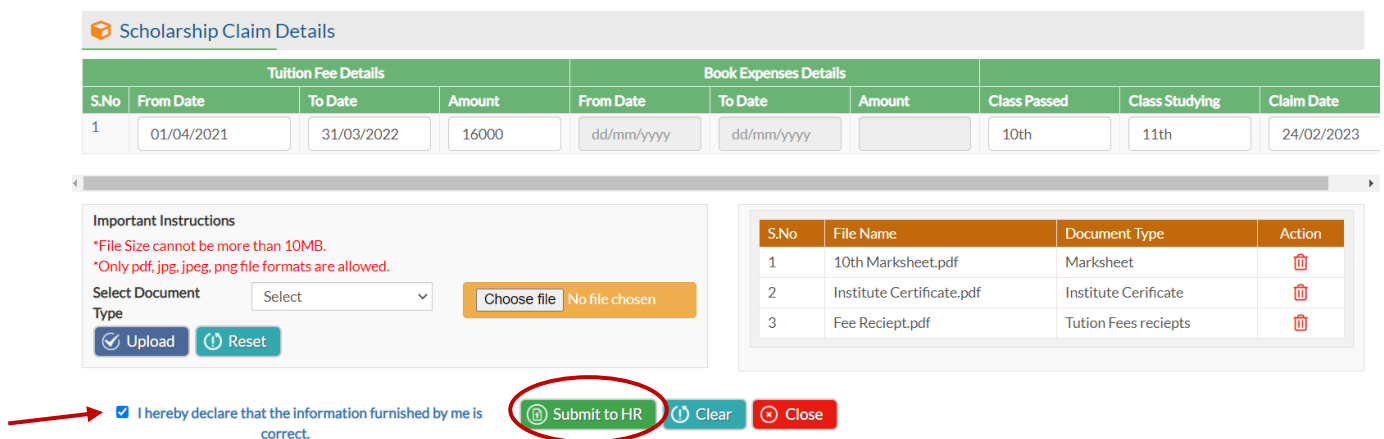 Scholarship Claim Details
Tuition Fee Details Book Expenses Details
S.No From Date To Date Amount From Date To Date Amount Class Passed Class Studying Claim Date
1 01/04/2021 31/03/2022 16000 dd/mm/yyyy dd/mm/yyyy 10th 11th 24/02/2023
Important Instructions
*File Size cannot be more than 10MB.
*Only pdf, jpg, jpeg, png file formats are allowed.
Select Document Type Select Choose file No file chosen
Upload Reset
S.No File Name Document Type Action
1 10th Marksheet.pdf Marksheet
2 Institute Certificate.pdf Institute Cerificate
3 Fee Reciept.pdf Tution Fees reciepts
I hereby declare that the information furnished by me is
correct.
Submit to HR Clear Close